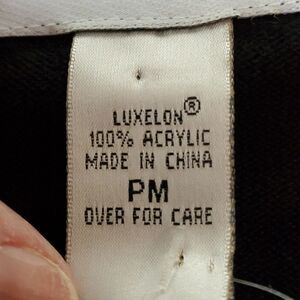 LUXELON®
100% ACRYLIC
MADE IN CHINA
PM
OVER FOR CARE